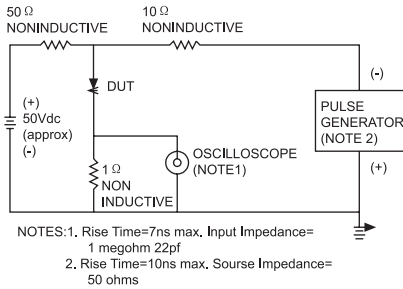 50 Ω
NONINDUCTIVE
10 Ω
NONINDUCTIVE
(+)
50Vdc
(approx)
(-)
DUT
1 Ω
NON
INDUCTIVE
OSCILLOSCOPE
(NOTE1)
(-)
PULSE
GENERATOR
(NOTE 2)
(+)
NOTES:1. Rise Time=7ns max. Input Impedance=
1 megohm 22pf
2. Rise Time=10ns max. Sourse Impedance=
50 ohms